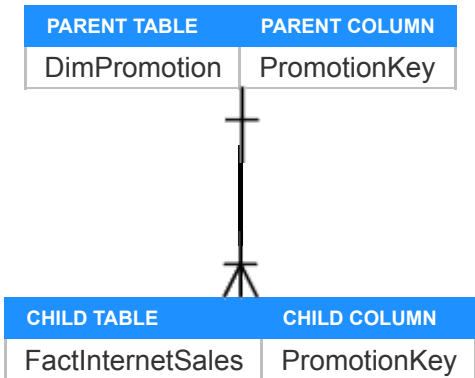 PARENT TABLE PARENT COLUMN
DimPromotion PromotionKey
CHILD TABLE CHILD COLUMN
FactInternetSales PromotionKey